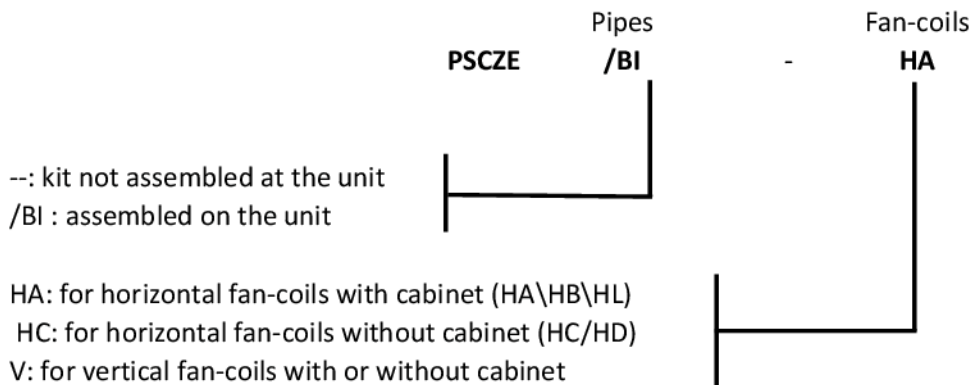 Pipes Fan-coils
PSCZE /BI - HA
--: kit not assembled at the unit
/BI : assembled on the unit
HA: for horizontal fan-coils with cabinet (HA\HB\HL)
HC: for horizontal fan-coils without cabinet (HC/HD)
V: for vertical fan-coils with or without cabinet